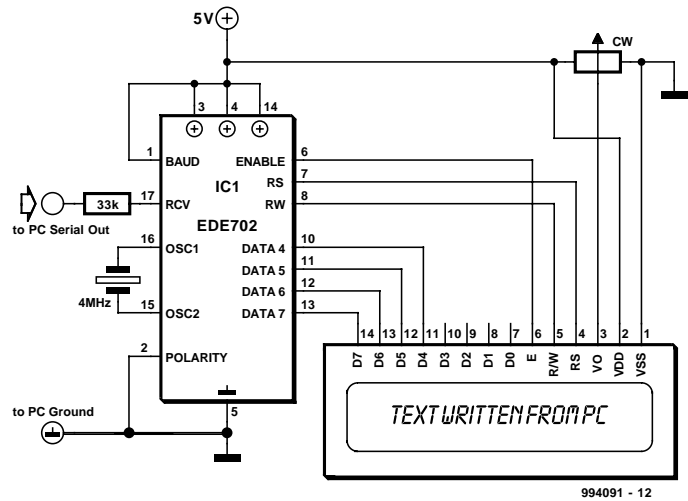 5V
CW
3 4 14
1 BAUD ENABLE 6
IC1
RS 7
RW 8
33k 17 RCV
EDE702
to PC Serial Out
16 OSC1 DATA 4 10
DATA 5 11
DATA 6 12
4MHz 15 OSC2 DATA 7 13
2 POLARITY
14 13 12 11 10 9 8 7 6 5 4 3 2 1
D7 D6 D5 D4 D3 D2 D1 D0 E R/W RS VO VDD VSS
to PC Ground
5
TEXT WRITTEN FROM PC
994091 - 12